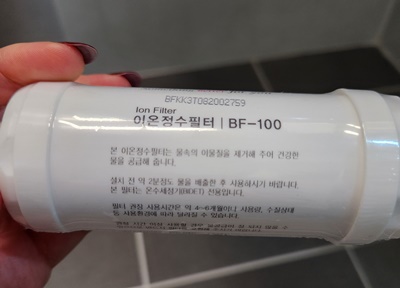 BFKK3T082002759
Ion Filter
이온정수필터 | BF-100
본 이온정수필터는 물속의 이물질을 제거해 주어 건강한
물을 공급해 줍니다.
설치 전 약 2분정도 물을 배출한 후 사용하시기 바랍니다.
본 필터는 온수세정기(BIDET) 전용입니다.
필터 권장 사용시간은 약 4~6개월이나 사용량, 수질상태
등 사용환경에 따라 달라질 수 있습니다.